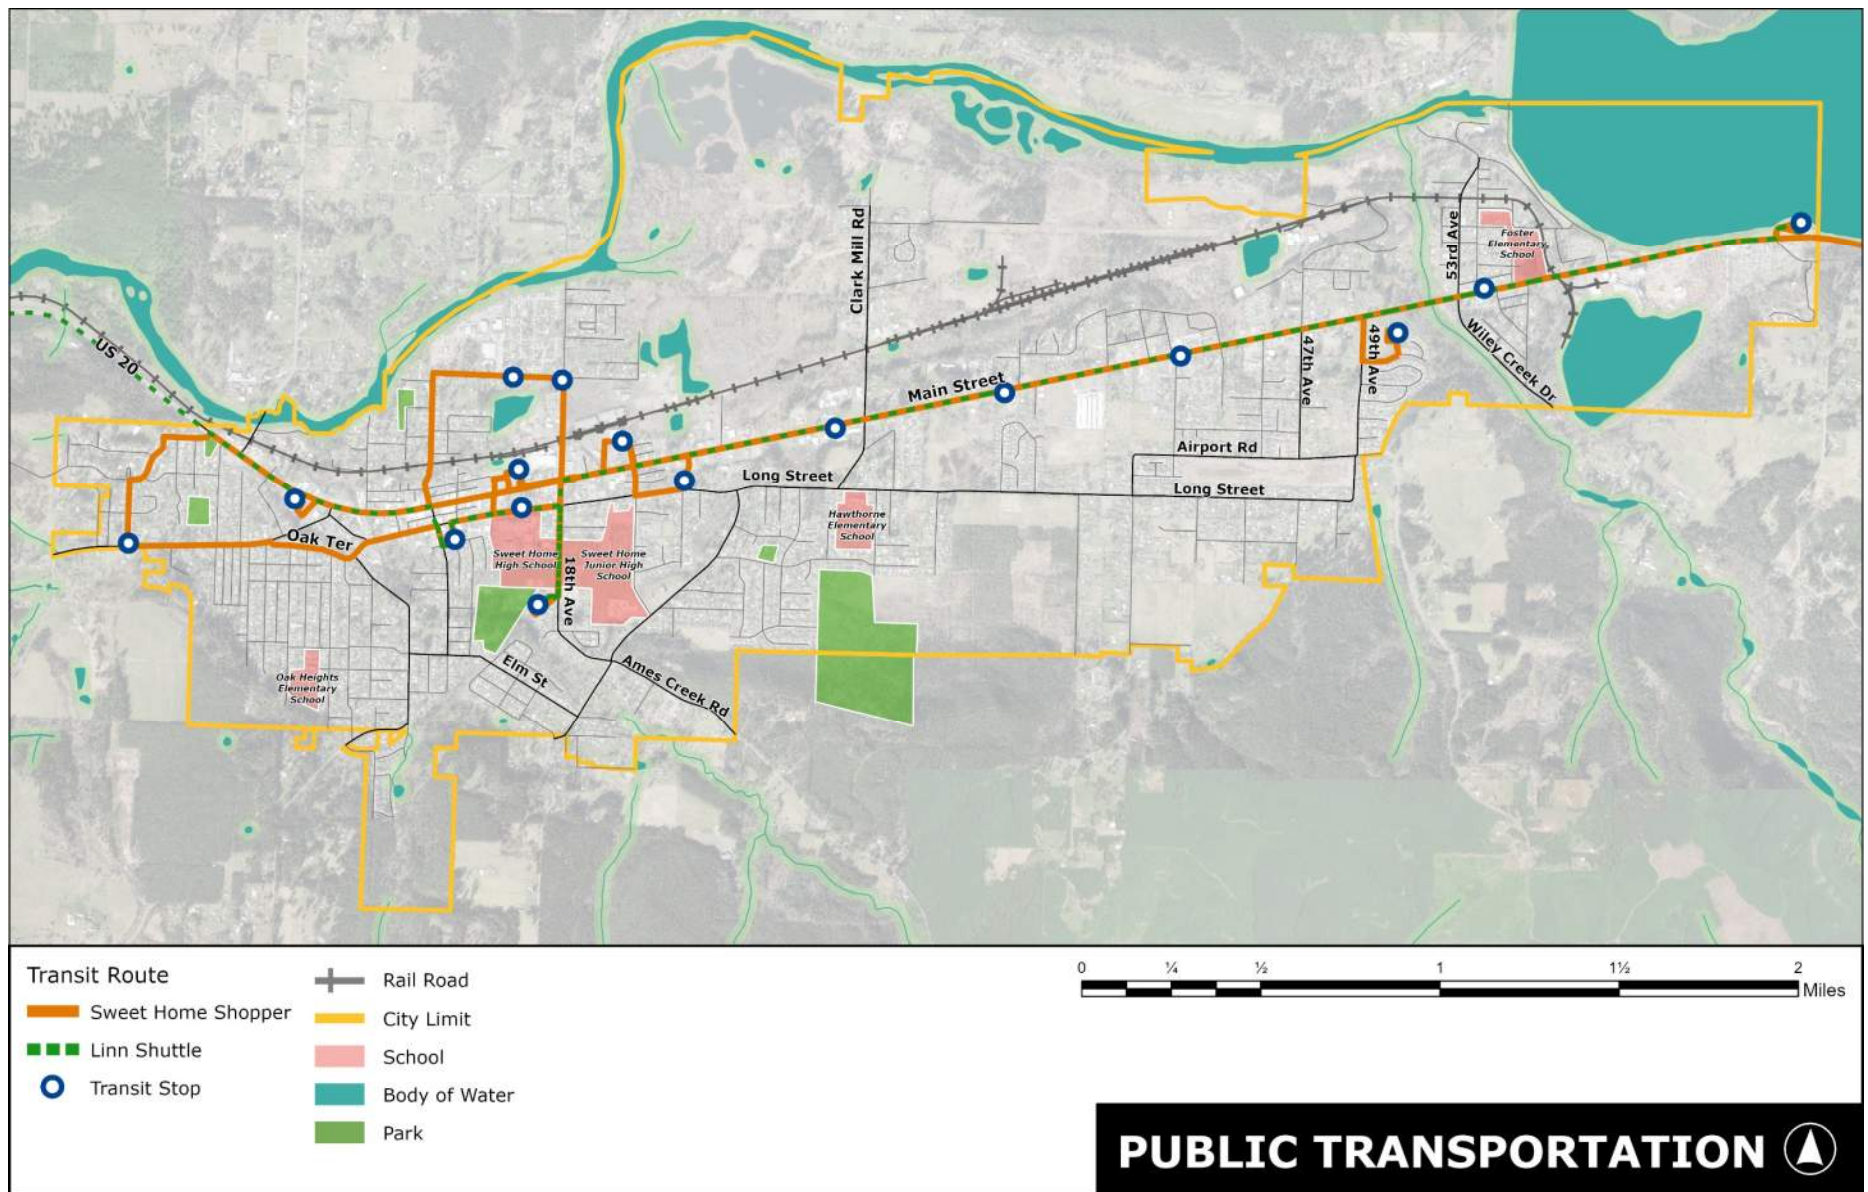 US 20
Clark Mill Rd
53rd Ave
Foster
Elementary
School
Wiley Creek Dr
47th Ave
49th Ave
Main Street
Airport Rd
Long Street
Long Street
Oak Ter
Sweet Home
High School
Sweet Home
Junior High
School
Hawthorne
Elementary
School
18th Ave
Elm St
Ames Creek Rd
Oak Heights
Elementary
School
Transit Route
Sweet Home Shopper
Linn Shuttle
Transit Stop
Rail Road
City Limit
School
Body of Water
Park
0 ¼ ½ 1 1½ 2
Miles
PUBLIC TRANSPORTATION